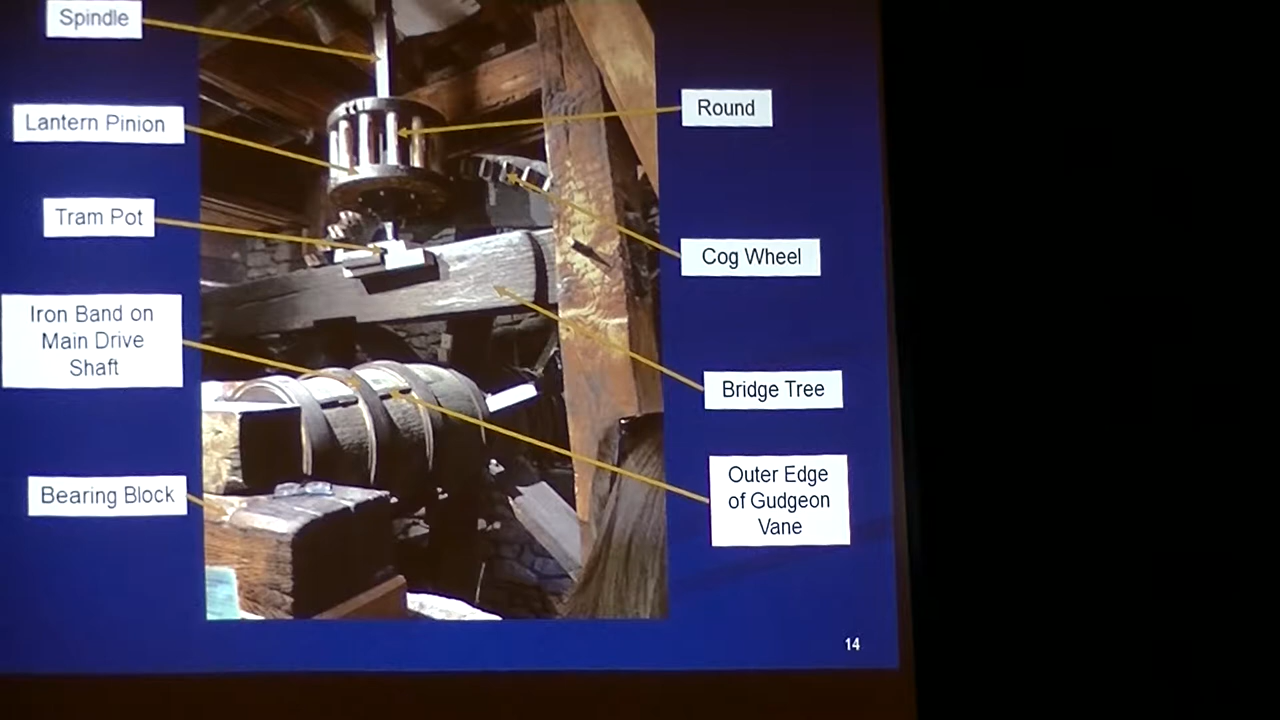 Spindle
Lantern Pinion
Tram Pot
Iron Band on
Main Drive
Shaft
Bearing Block
Round
Cog Wheel
Bridge Tree
Outer Edge
of Gudgeon
Vane
14